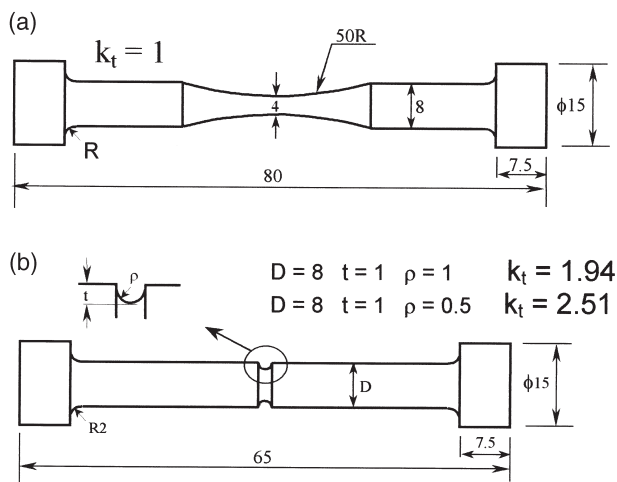 (a)
kt = 1
50R
4
8
ϕ15
R
7.5
80
(b)
ρ
t
D = 8 t = 1 ρ = 1 kt = 1.94
D = 8 t = 1 ρ = 0.5 kt = 2.51
D
ϕ15
R2
7.5
65